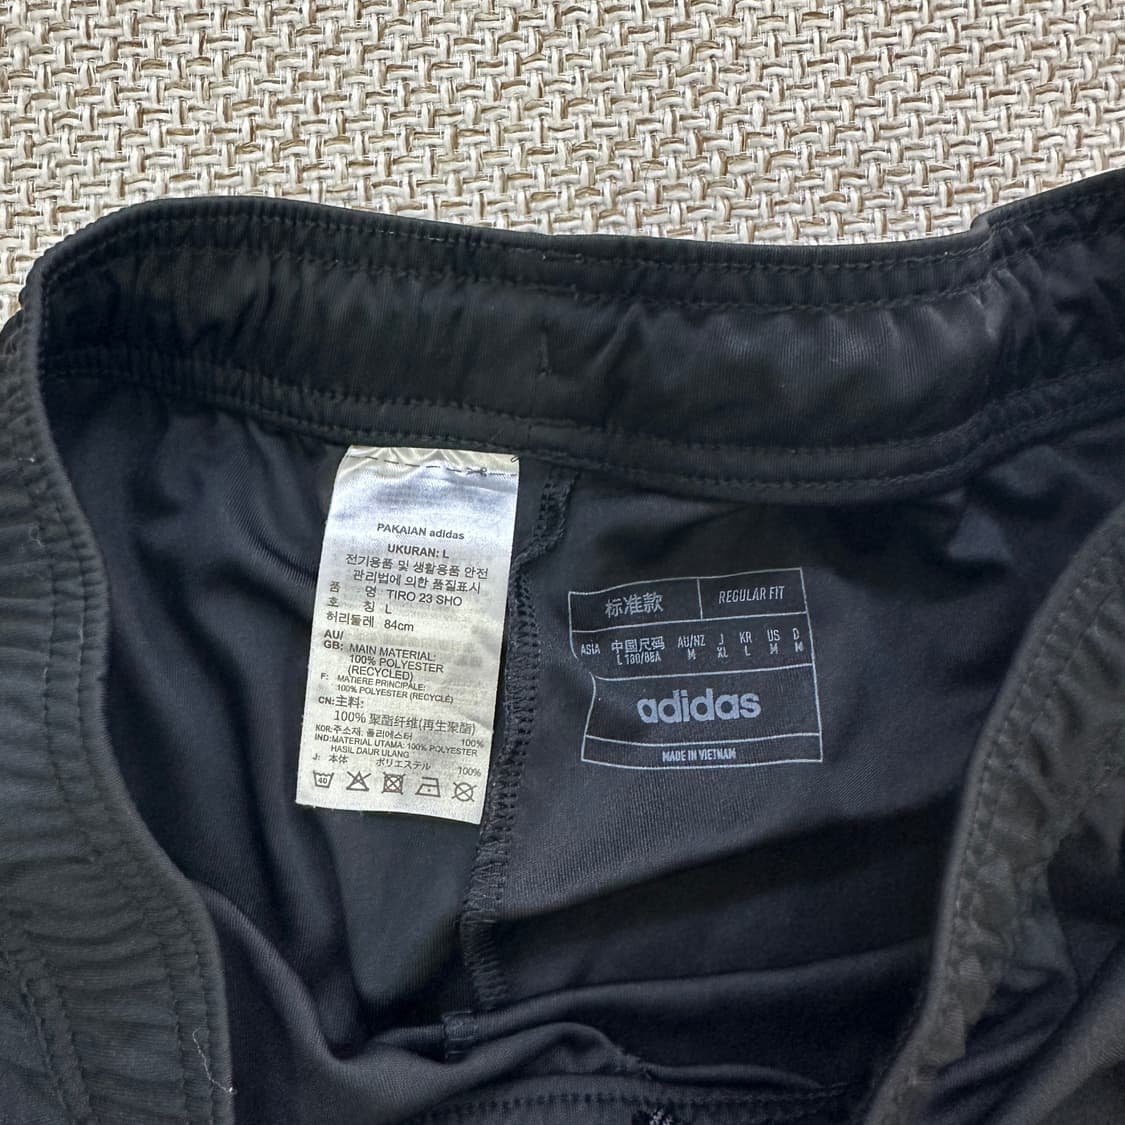 PAKAIAN adidas
UKURAN: L
전기용품 및 생활용품 안전
관리법에 의한 품질표시
품 명 TIRO 23 SHO
호 칭 L
허리둘레 84cm
AU/
GB: MAIN MATERIAL:
100% POLYESTER
(RECYCLED)
F: MATIERE PRINCIPALE:
100% POLYESTER (RECYCLÉ)
CN:主料:
100% 聚酯纤维(再生聚酯)
KOR:주소재: 폴리에스터 100%
IND:MATERIAL UTAMA: 100% POLYESTER
HASIL DAUR ULANG
J: 本体 ポリエステル 100%
40
标准款 REGULAR FIT
ASIA 中国尺码 AU/NZ J KR US D
L 180/88A M XL L M M
adidas
MADE IN VIETNAM